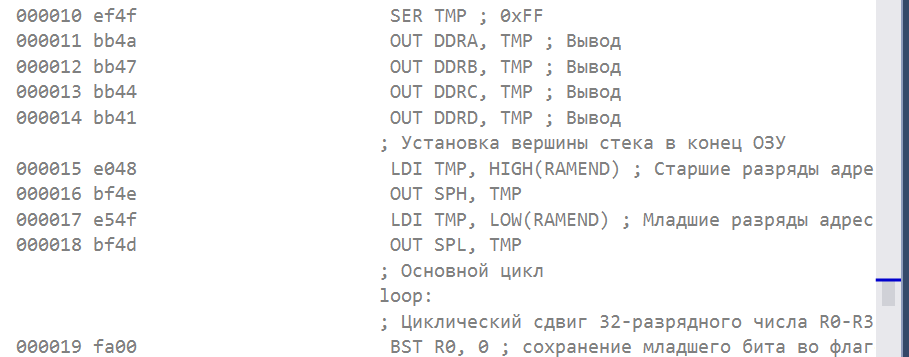 000010 ef4f SER TMP ; 0xFF
000011 bb4a OUT DDRA, TMP ; Вывод
000012 bb47 OUT DDRB, TMP ; Вывод
000013 bb44 OUT DDRC, TMP ; Вывод
000014 bb41 OUT DDRD, TMP ; Вывод
; Установка вершины стека в конец ОЗУ
000015 e048 LDI TMP, HIGH(RAMEND) ; Старшие разряды адре
000016 bf4e OUT SPH, TMP
000017 e54f LDI TMP, LOW(RAMEND) ; Младшие разряды адрес
000018 bf4d OUT SPL, TMP
; Основной цикл
loop:
; Циклический сдвиг 32-разрядного числа R0-R3
000019 fa00 BST R0, 0 ; сохранение младшего бита во флаг